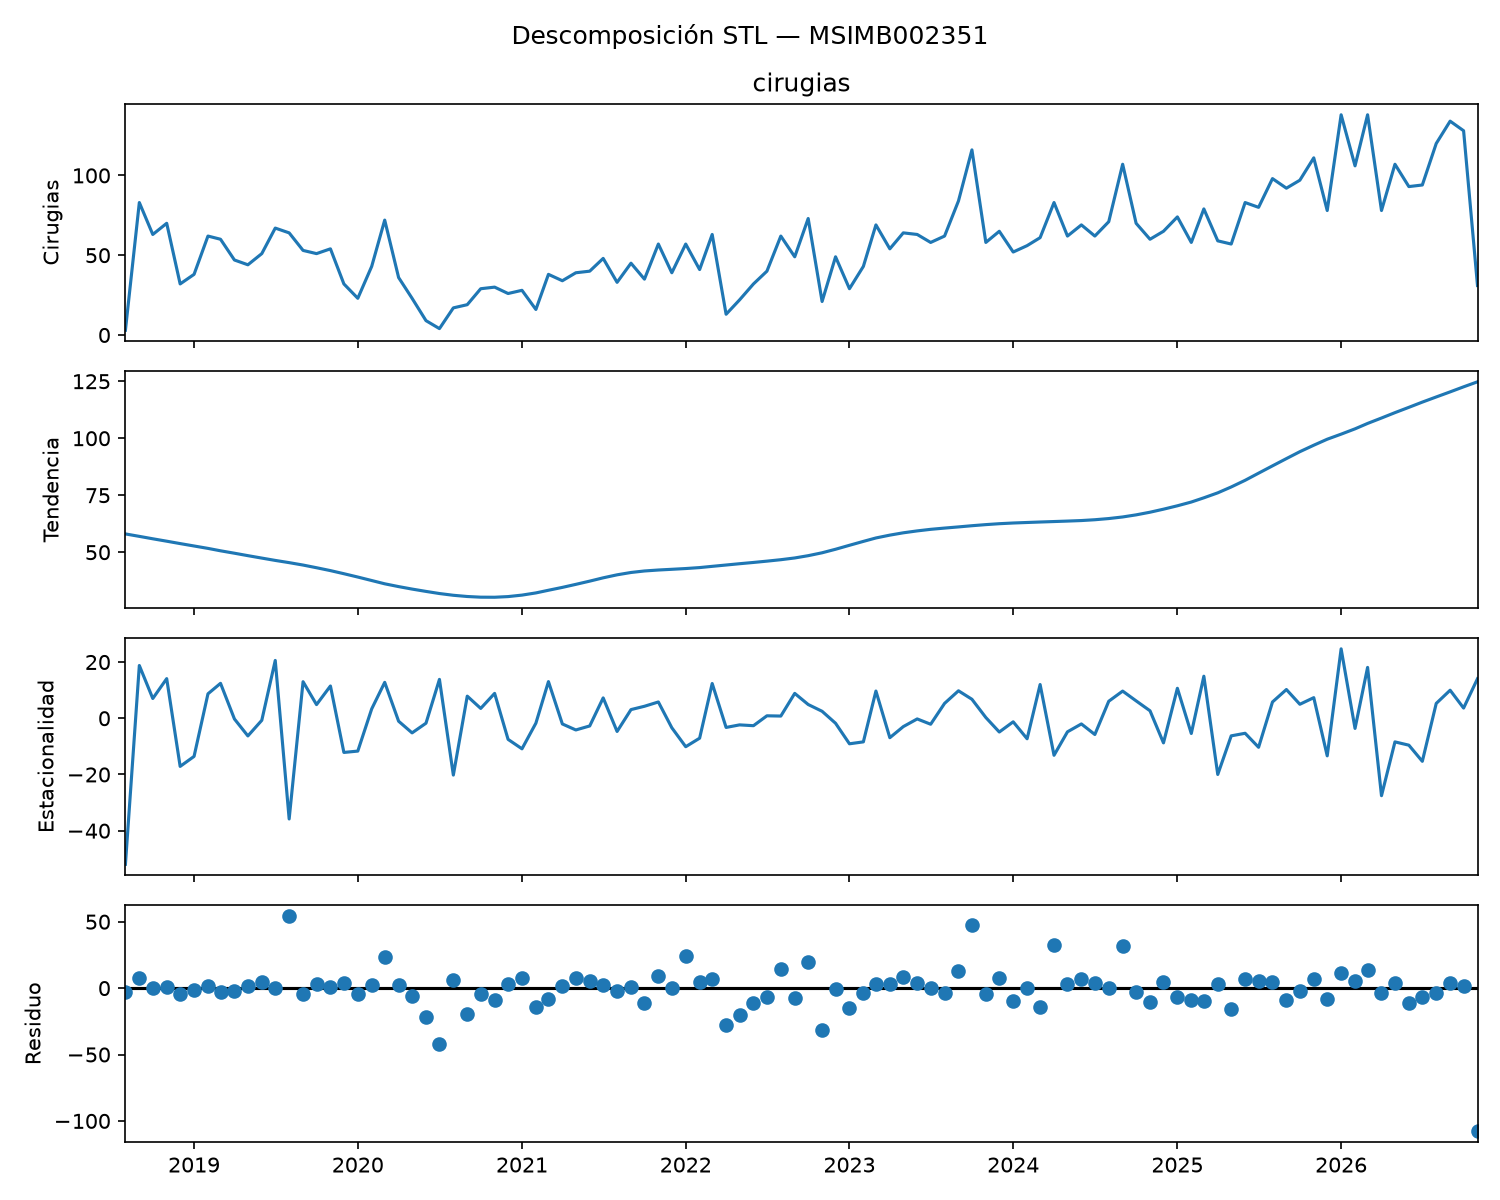 Descomposición STL — MSIMB002351
cirugias
Cirugias
100
50
0
Tendencia
125
100
75
50
Estacionalidad
20
0
−20
−40
Residuo
50
0
−50
−100
2019 2020 2021 2022 2023 2024 2025 2026